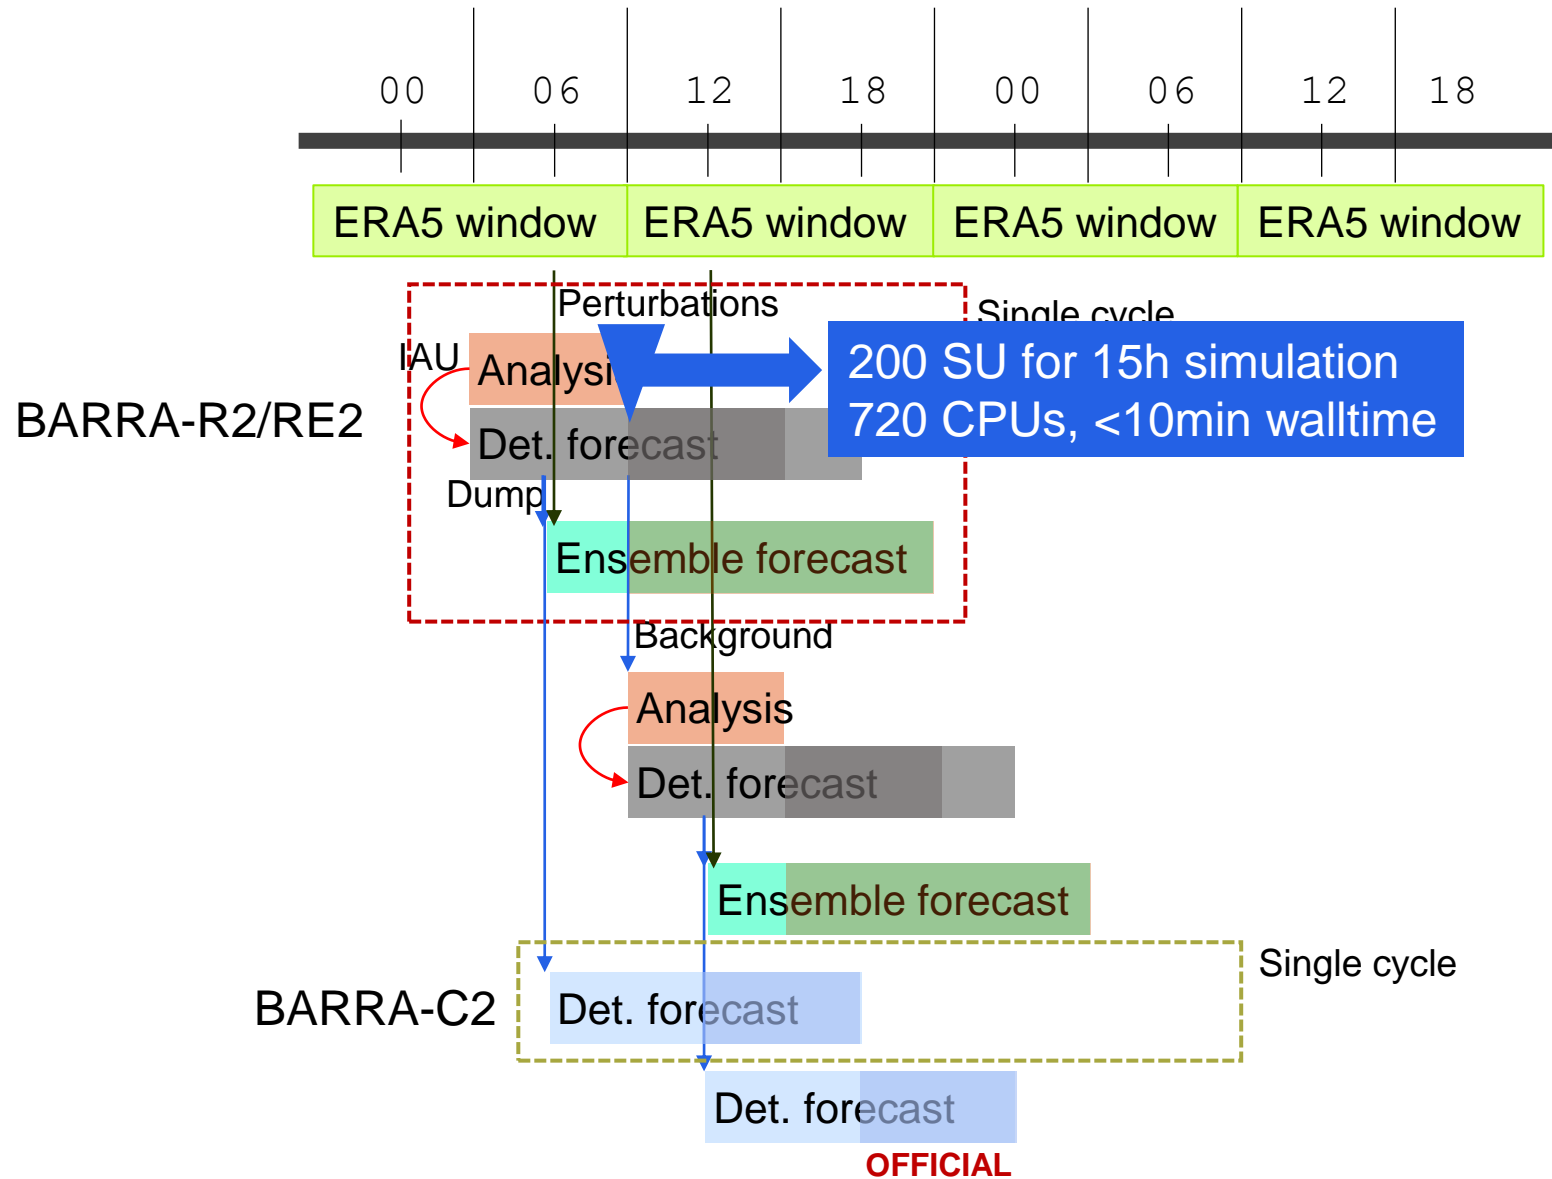 00 06 12 18 00 06 12 18
ERA5 window ERA5 window ERA5 window ERA5 window
Perturbations
Single cycle
IAU
Analysi
200 SU for 15h simulation
720 CPUs, <10min walltime
BARRA-R2/RE2
Det. forecast
Dump
Ensemble forecast
Background
Analysis
Det. forecast
Ensemble forecast
Single cycle
BARRA-C2
Det. forecast
Det. forecast
OFFICIAL